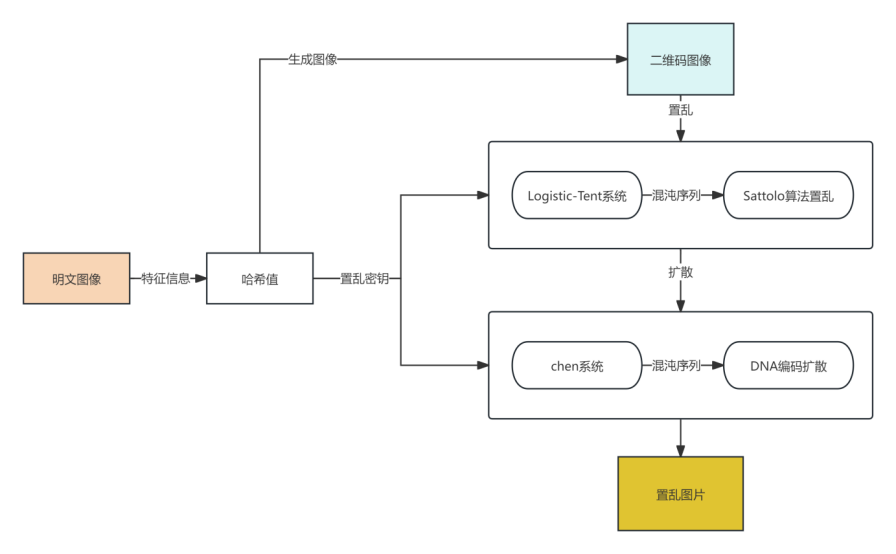 生成图像
二维码图像
置乱
Logistic-Tent系统
混沌序列
Sattolo算法置乱
明文图像
特征信息
哈希值
置乱密钥
扩散
chen系统
混沌序列
DNA编码扩散
置乱图片